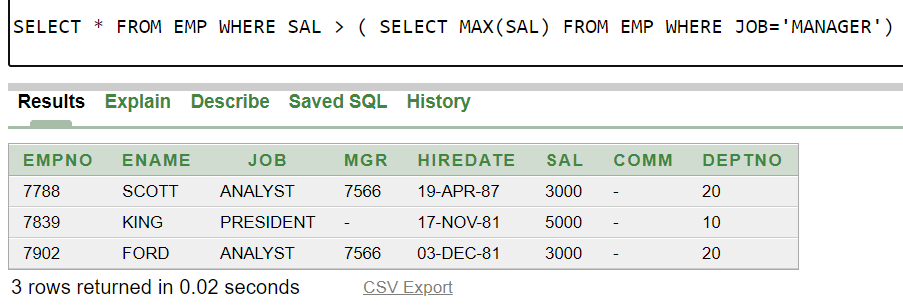 SELECT * FROM EMP WHERE SAL > ( SELECT MAX(SAL) FROM EMP WHERE JOB='MANAGER')
Results Explain Describe Saved SQL History
EMPNO ENAME JOB MGR HIREDATE SAL COMM DEPTNO
7788 SCOTT ANALYST 7566 19-APR-87 3000 - 20
7839 KING PRESIDENT - 17-NOV-81 5000 - 10
7902 FORD ANALYST 7566 03-DEC-81 3000 - 20
3 rows returned in 0.02 seconds CSV Export